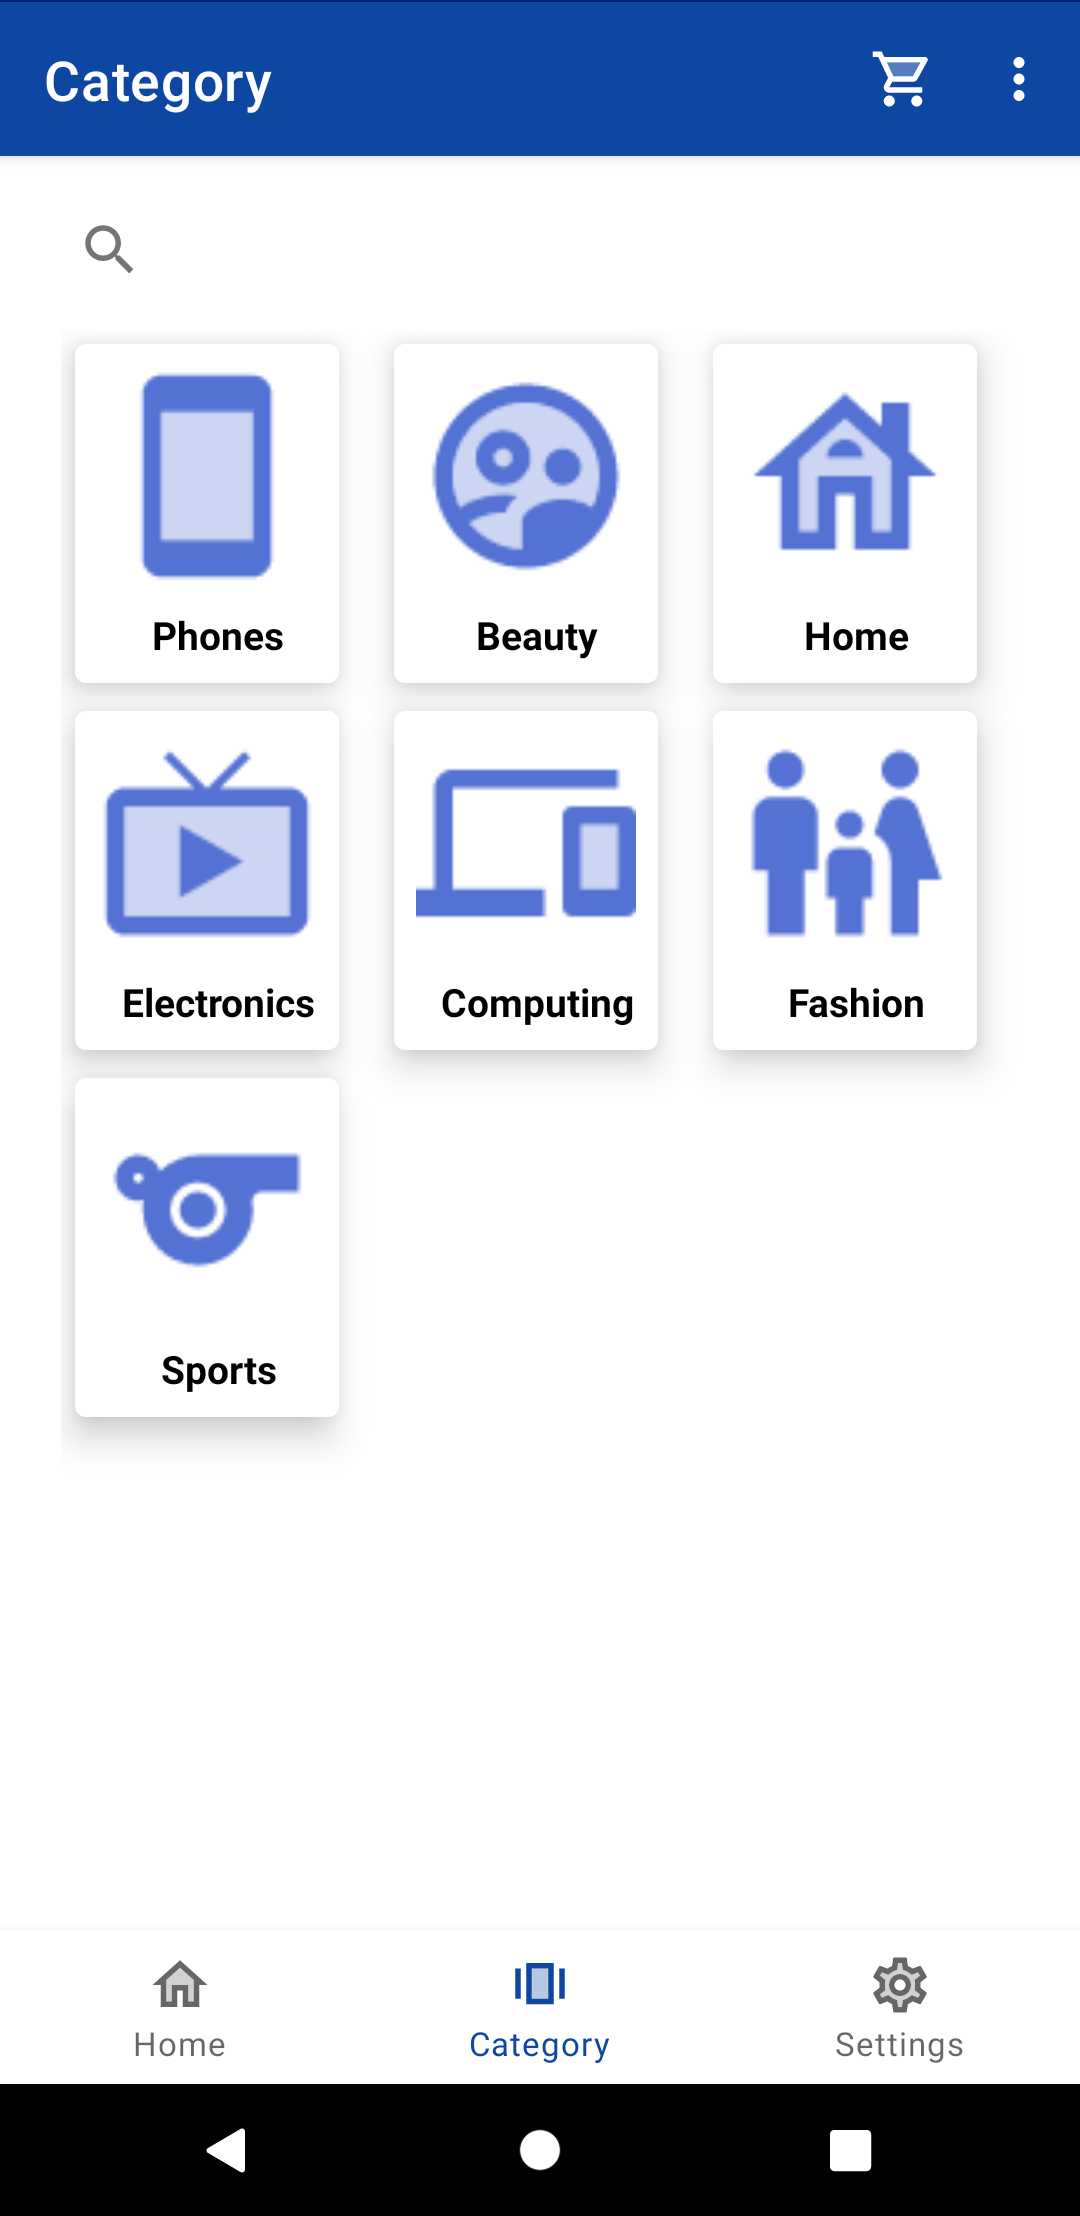 Category
Phones
Beauty
Home
Electronics
Computing
Fashion
Sports
Home
Category
Settings